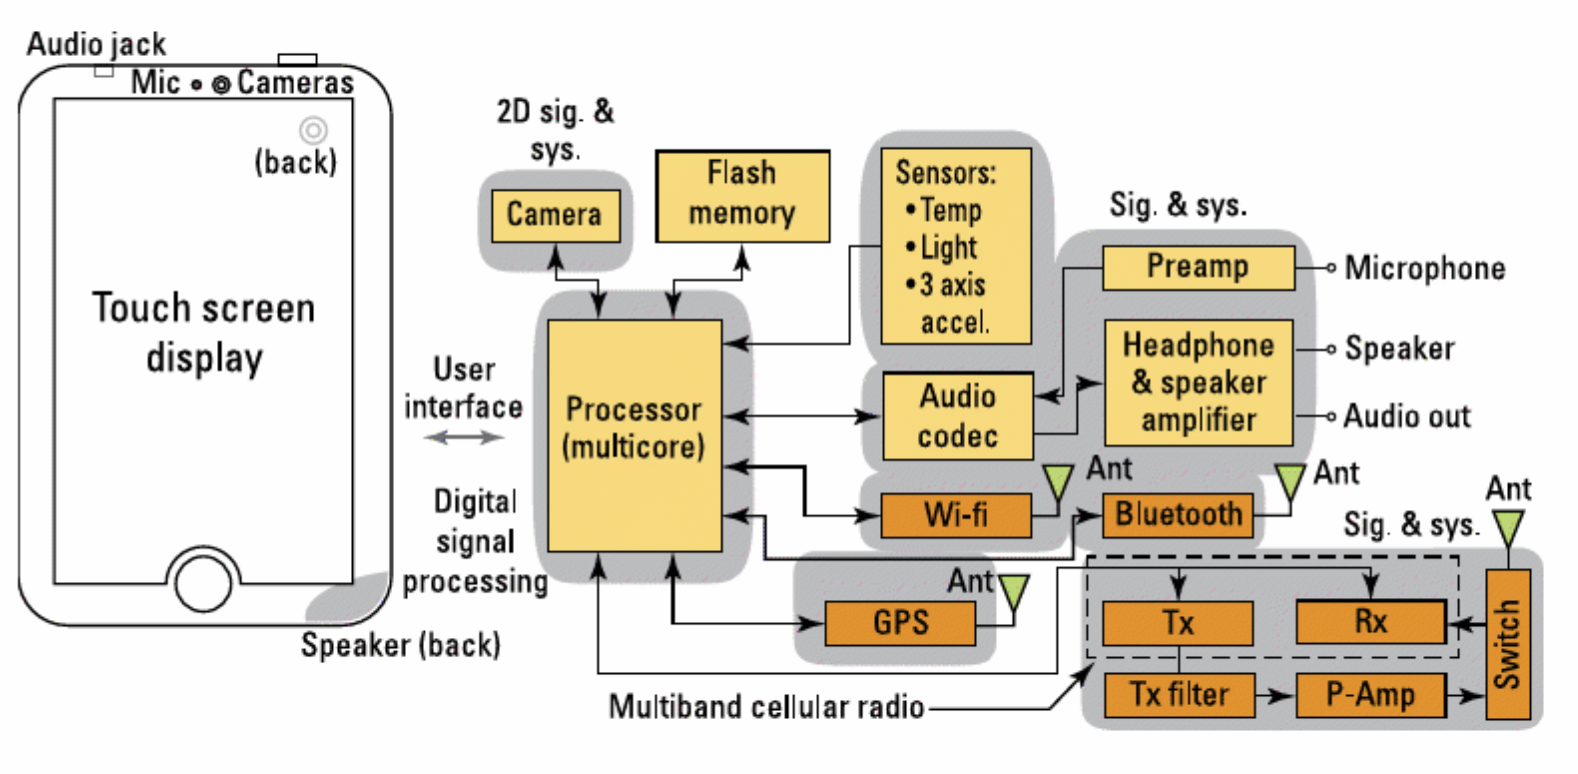 Audio jack
Mic
Cameras
(back)
Touch screen
display
Speaker (back)
User
interface
Digital
signal
processing
2D sig. &
sys.
Camera
Flash
memory
Processor
(multicore)
Sensors:
•Temp
•Light
•3 axis
accel.
Sig. & sys.
Preamp
Microphone
Headphone
& speaker
amplifier
Speaker
Audio out
Audio
codec
Wi-fi
Ant
Bluetooth
Ant
Sig. & sys.
Ant
GPS
Ant
Tx
Rx
Switch
Tx filter
P-Amp
Multiband cellular radio